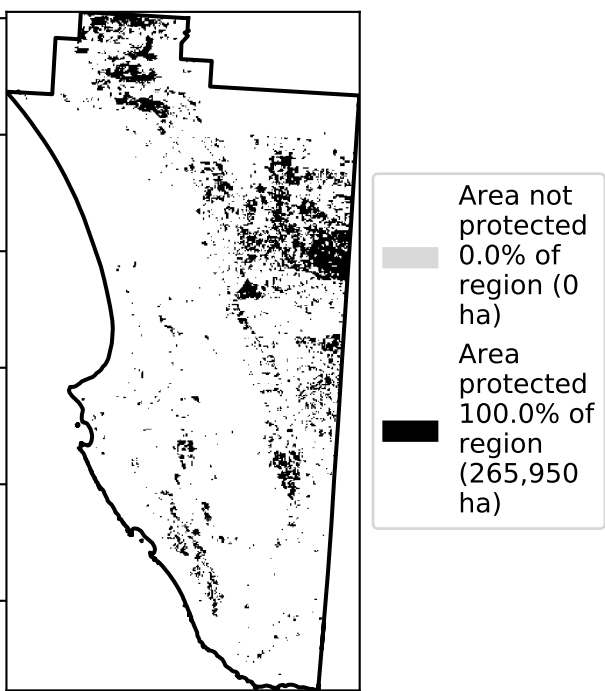 Area not
protected
0.0% of
region (0
ha)
Area
protected
100.0% of
region
(265,950
ha)